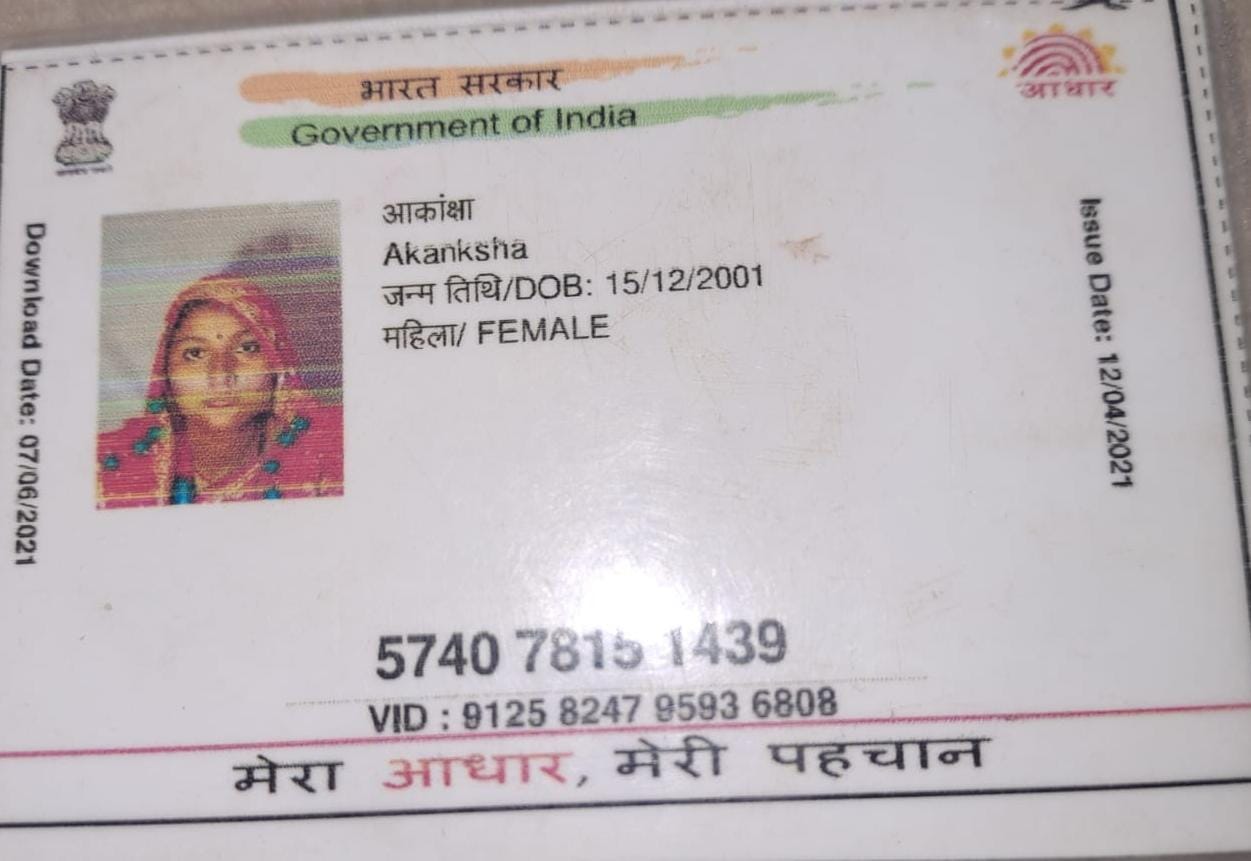 भारत सरकार
Government of India
आधार
Download Date: 07/06/2021
आकांक्षा
Akanksha
जन्म तिथि/DOB: 15/12/2001
महिला/ FEMALE
Issue Date: 12/04/2021
5740 7815 1439
VID : 9125 8247 9593 6808
मेरा आधार, मेरी पहचान